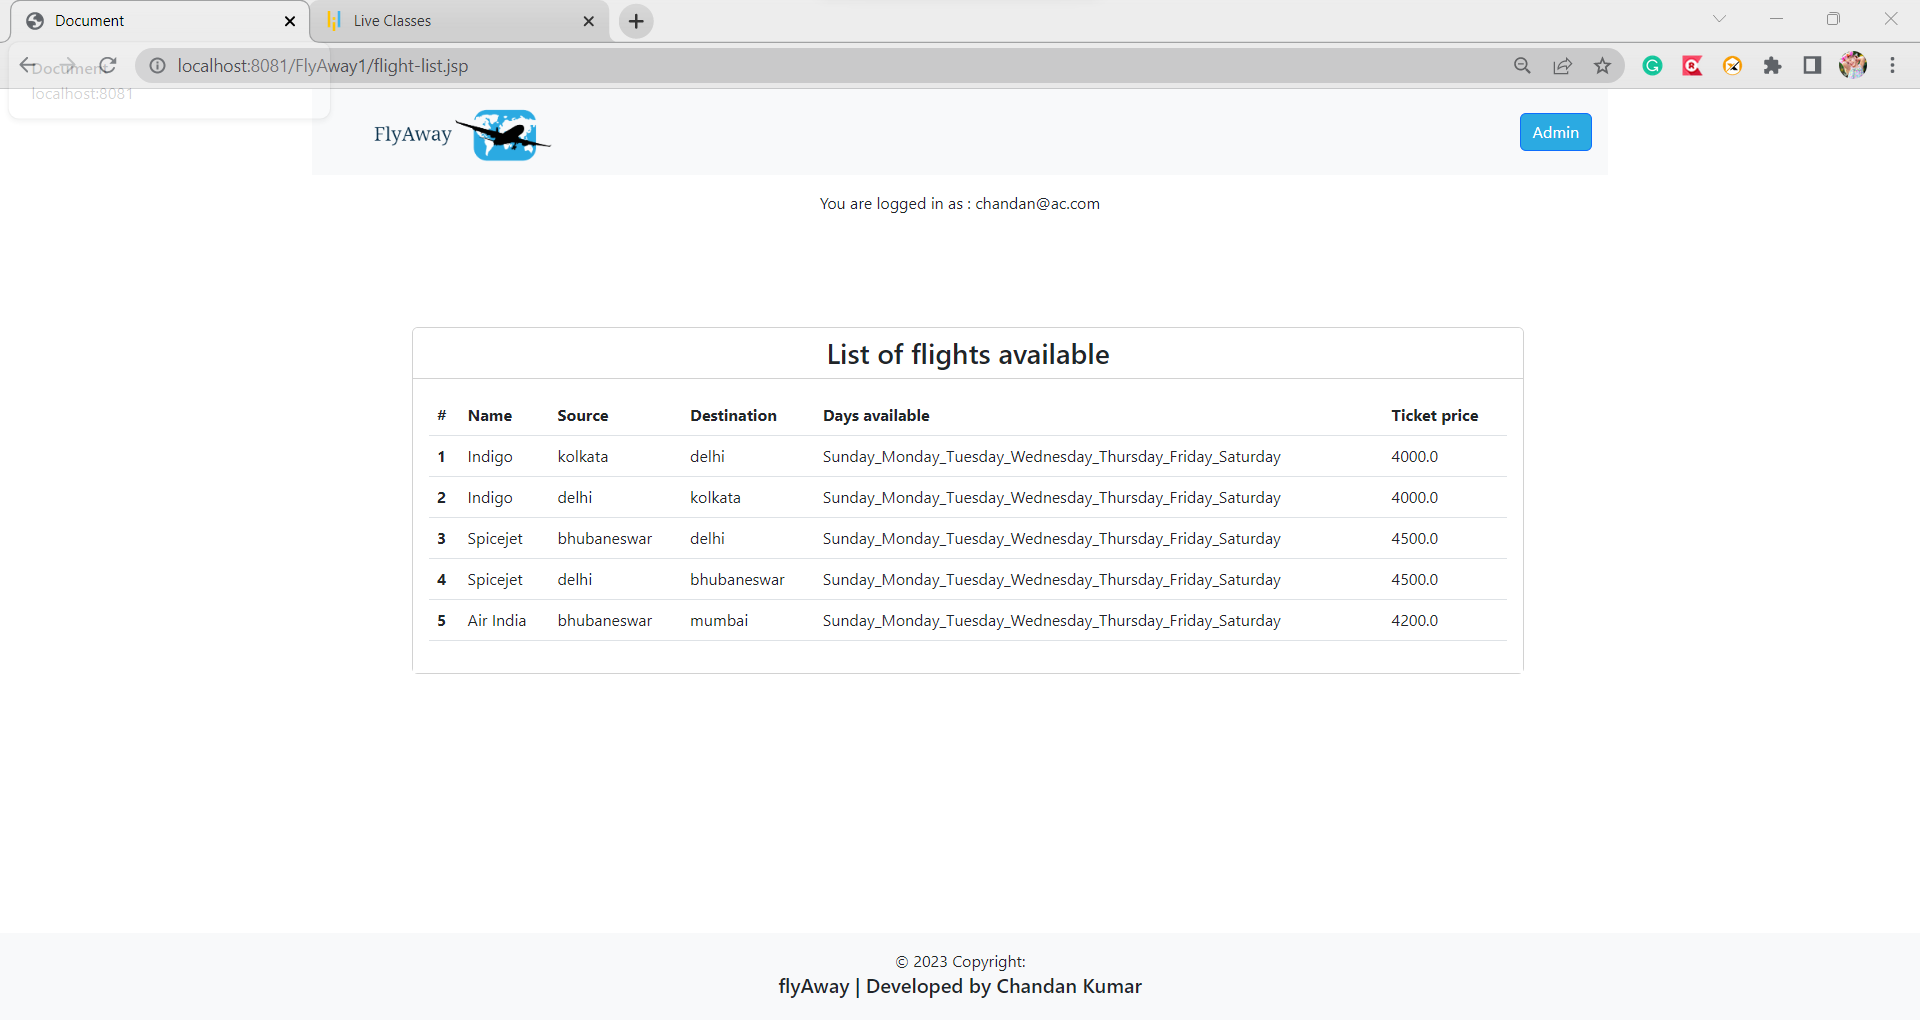 Document
Live Classes
localhost:8081/FlyAway1/flight-list.jsp
Document
localhost:8081
FlyAway
Admin
You are logged in as : chandan@ac.com
List of flights available
# Name Source Destination Days available Ticket price
1 Indigo kolkata delhi Sunday_Monday_Tuesday_Wednesday_Thursday_Friday_Saturday 4000.0
2 Indigo delhi kolkata Sunday_Monday_Tuesday_Wednesday_Thursday_Friday_Saturday 4000.0
3 Spicejet bhubaneswar delhi Sunday_Monday_Tuesday_Wednesday_Thursday_Friday_Saturday 4500.0
4 Spicejet delhi bhubaneswar Sunday_Monday_Tuesday_Wednesday_Thursday_Friday_Saturday 4500.0
5 Air India bhubaneswar mumbai Sunday_Monday_Tuesday_Wednesday_Thursday_Friday_Saturday 4200.0
© 2023 Copyright:
flyAway | Developed by Chandan Kumar